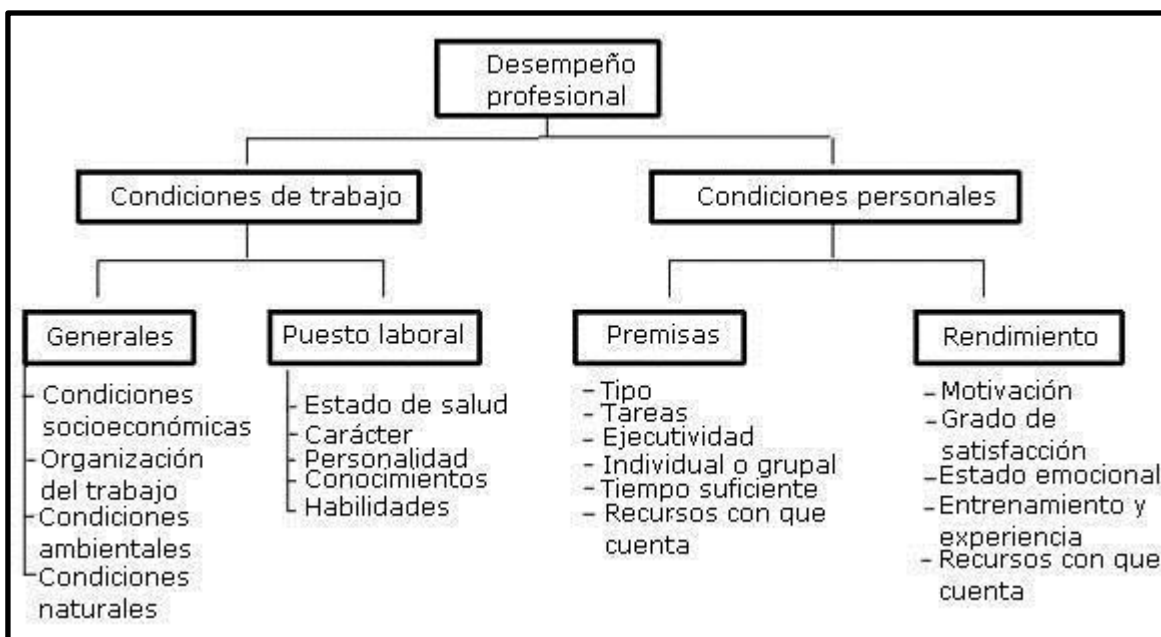 Desempeño
profesional
Condiciones de trabajo
Condiciones personales
Generales
Puesto laboral
Premisas
Rendimiento
- Condiciones
socioeconómicas
- Organización
del trabajo
- Condiciones
ambientales
- Condiciones
naturales
- Estado de salud
- Carácter
- Personalidad
- Conocimientos
- Habilidades
- Tipo
- Tareas
- Ejecutividad
- Individual o grupal
- Tiempo suficiente
- Recursos con que
cuenta
- Motivación
- Grado de
satisfacción
- Estado emocional
- Entrenamiento y
experiencia
- Recursos con que
cuenta